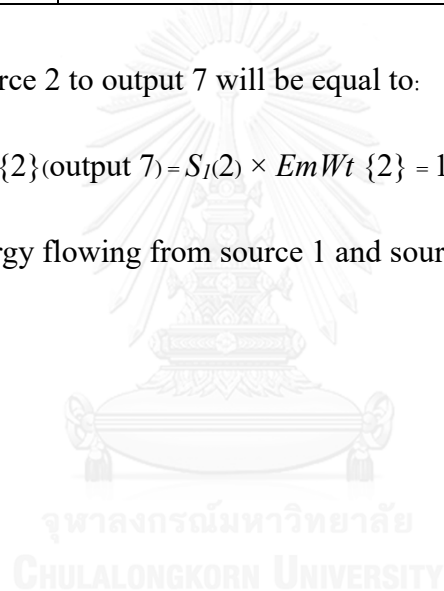 rce 2 to output 7 will be equal to:
{2}(output 7) = S1(2) × EmWt {2} = 1
rgy flowing from source 1 and sour
จุฬาลงกรณ์มหาวิทยาลัย
CHULALONGKORN UNIVERSITY